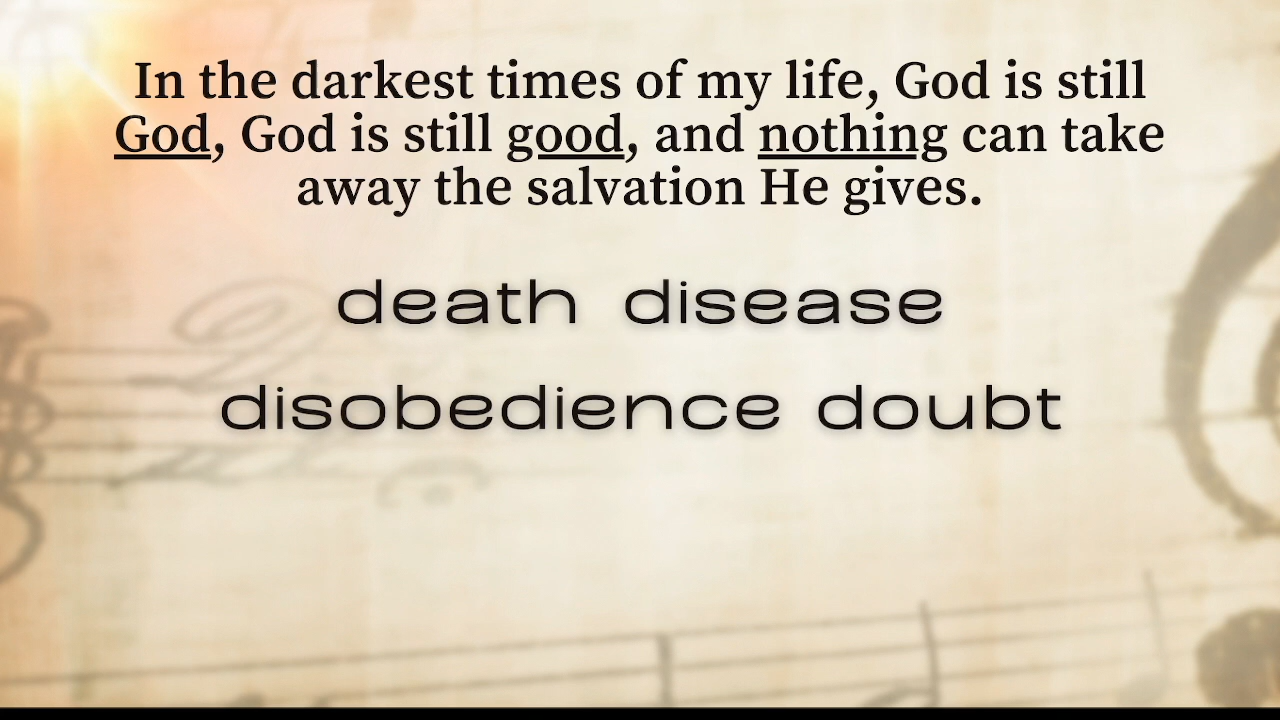 In the darkest times of my life, God is still
God, God is still good, and nothing can take
away the salvation He gives.
death disease
disobedience doubt